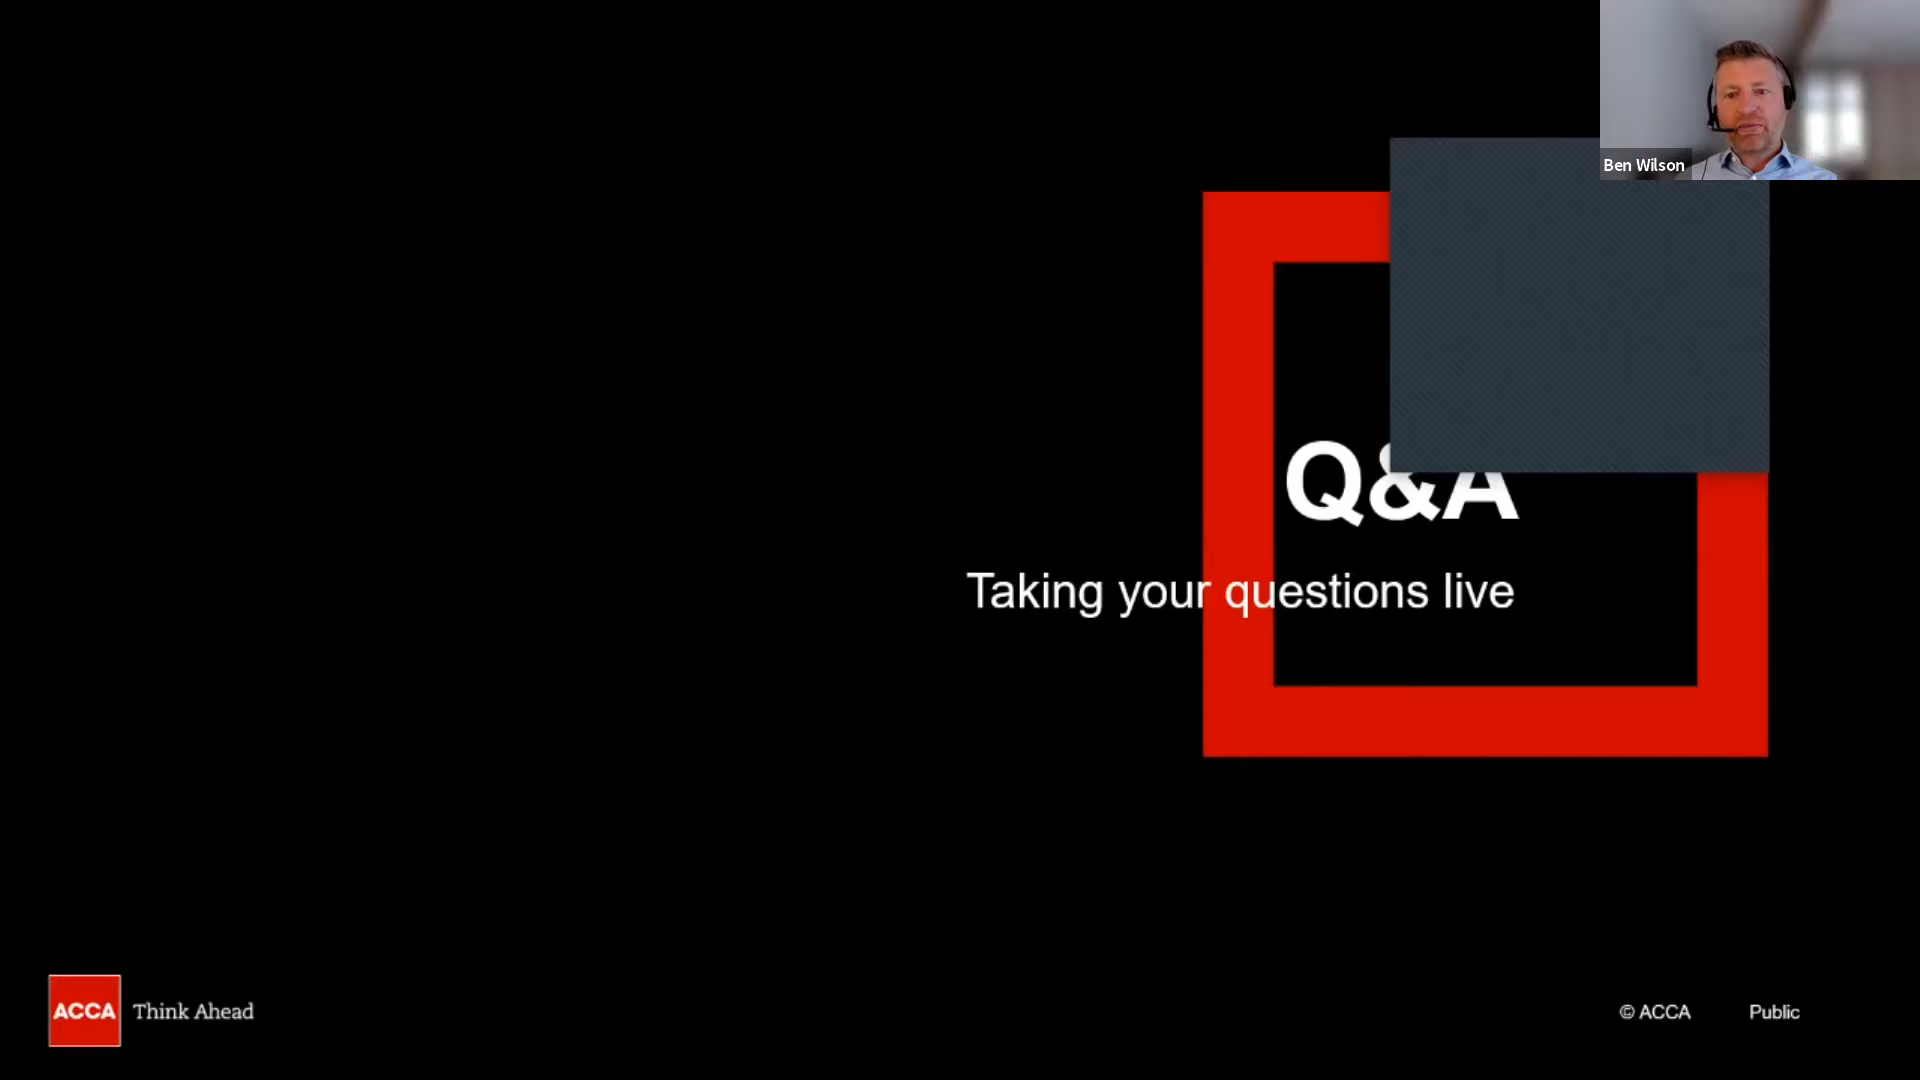 Ben Wilson
Q&A
Taking your questions live
ACCA Think Ahead
© ACCA Public